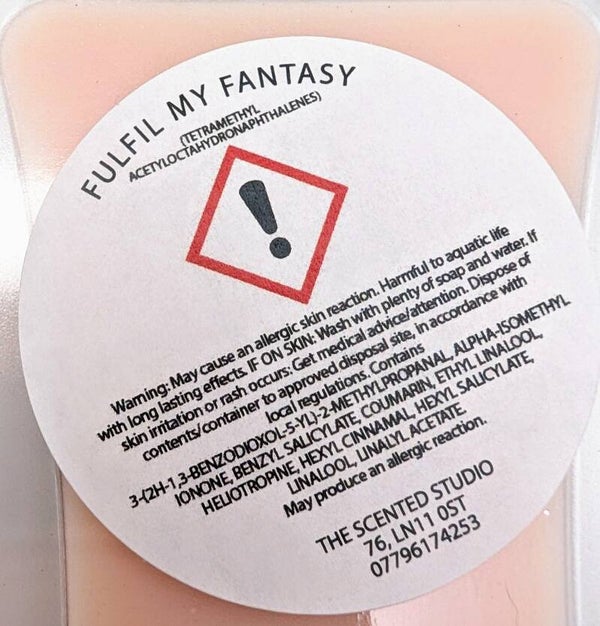 FULFIL MY FANTASY
(TETRAMETHYL
ACETYLOCTAHYDRONAPHTHALENES)
Warning: May cause an allergic skin reaction. Harmful to aquatic life
with long lasting effects. IF ON SKIN: Wash with plenty of soap and water. If
skin irritation or rash occurs: Get medical advice/attention. Dispose of
contents/container to approved disposal site, in accordance with
local regulations. Contains
3-(2H-1,3-BENZODIOXOL-5-YL)-2-METHYLPROPANAL, ALPHA-ISOMETHYL
IONONE, BENZYL SALICYLATE, COUMARIN, ETHYL LINALOOL,
HELIOTROPINE, HEXYL CINNAMAL, HEXYL SALICYLATE,
LINALOOL, LINALYL ACETATE.
May produce an allergic reaction.
THE SCENTED STUDIO
76, LN11 0ST
07796174253